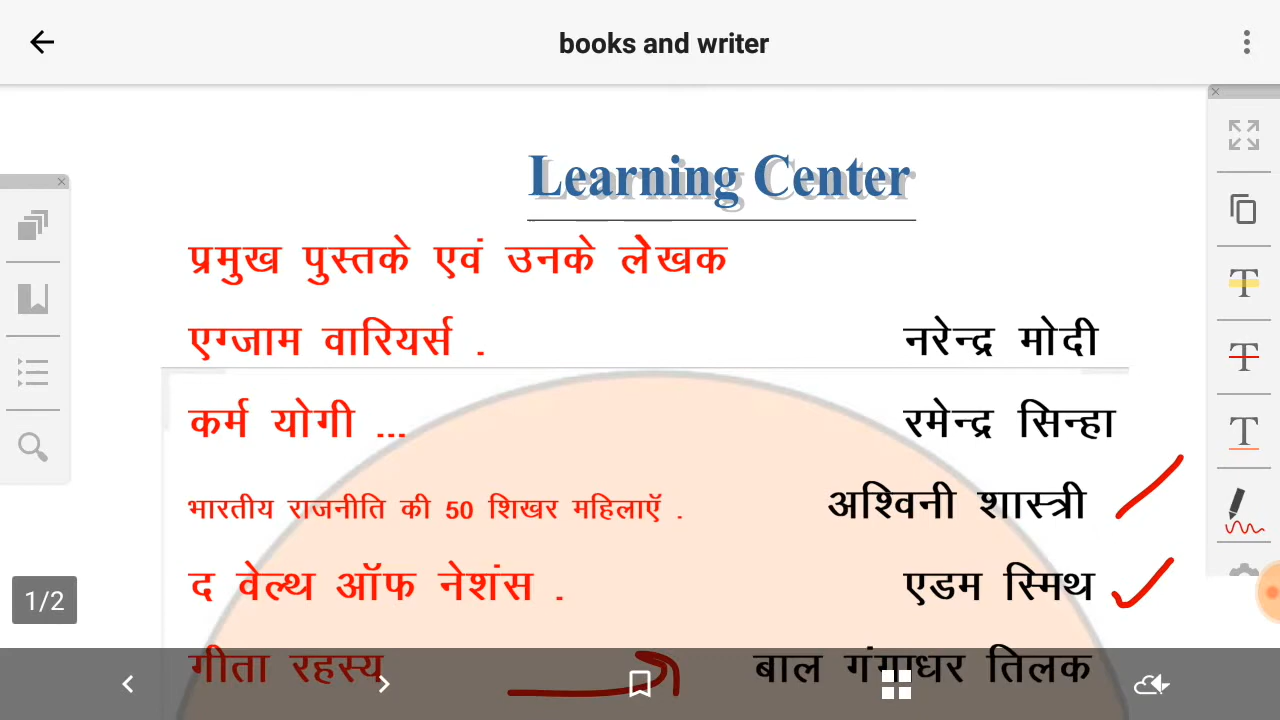 books and writer
Learning Center
प्रमुख पुस्तके एवं उनके लेखक
एग्जाम वारियर्स . नरेन्द्र मोदी
कर्म योगी ... रमेन्द्र सिन्हा
भारतीय राजनीति की 50 शिखर महिलाएॅ . अश्विनी शास्त्री
द वेल्थ ऑफ नेशंस . एडम स्मिथ
1/2
गीता रहस्य बाल गंगाधर तिलक